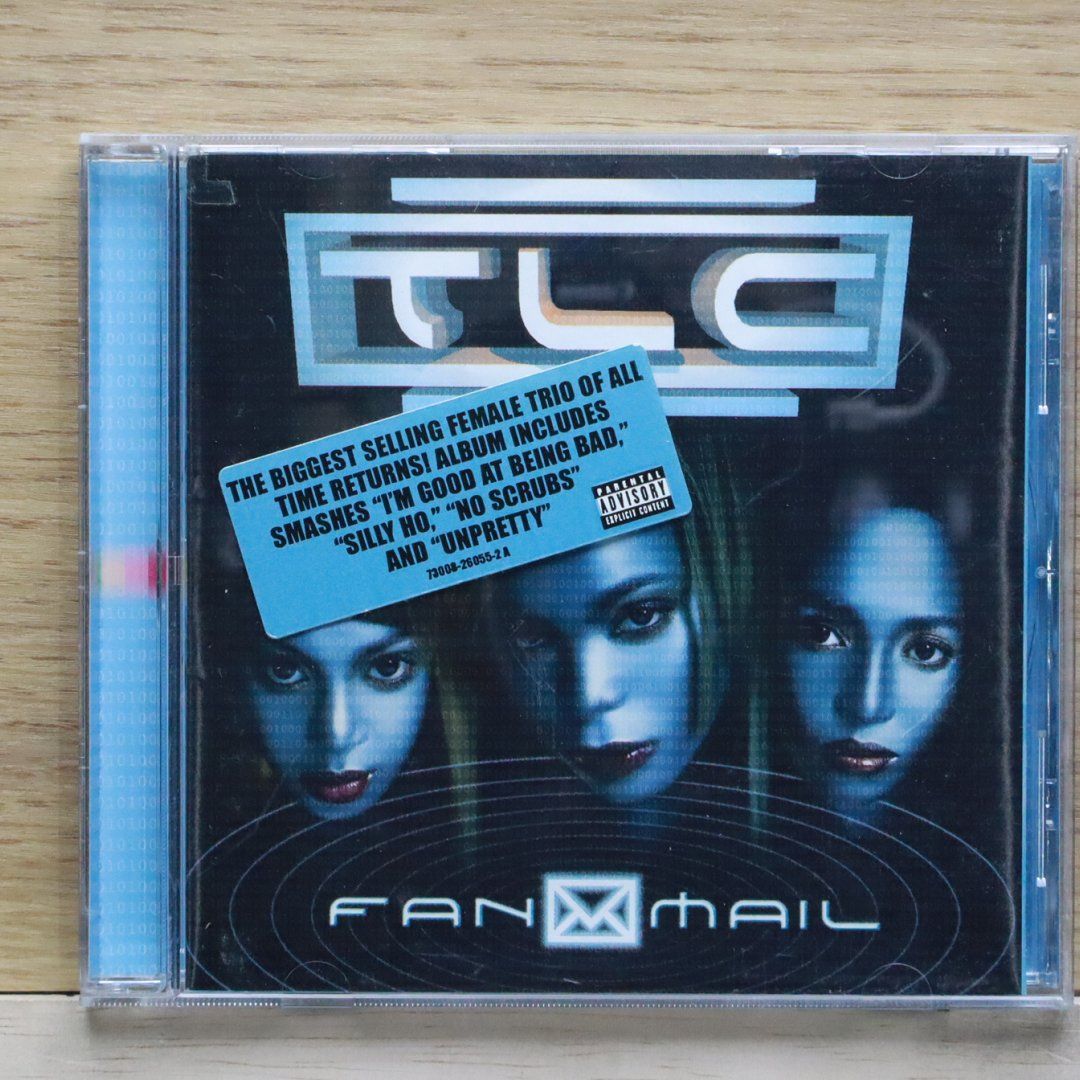 TLC
THE BIGGEST SELLING FEMALE TRIO OF ALL
TIME RETURNS! ALBUM INCLUDES
SMASHES “I’M GOOD AT BEING BAD,”
“SILLY HO,” “NO SCRUBS”
AND “UNPRETTY”
73008-26055-2 A
PARENTAL
ADVISORY
EXPLICIT CONTENT
FANMAIL